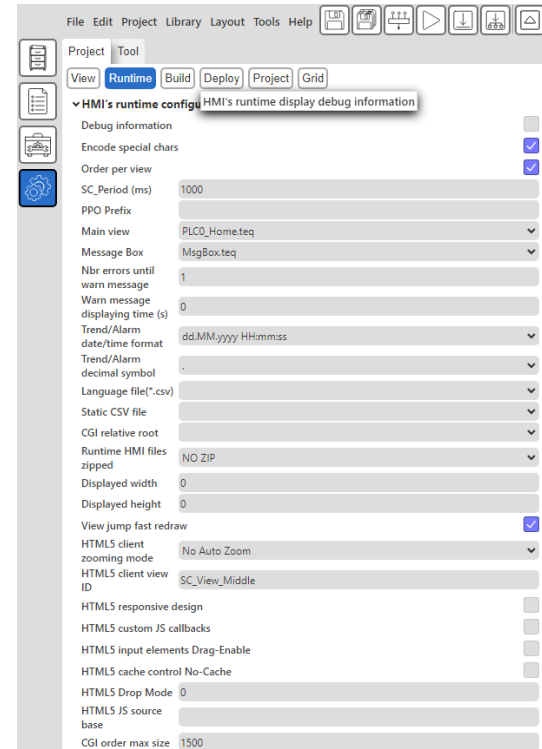 File Edit Project Library Layout Tools Help
Project Tool
View Runtime Build Deploy Project Grid
HMI's runtime configu
HMI's runtime display debug information
Debug information
Encode special chars
Order per view
SC_Period (ms) 1000
PPO Prefix
Main view PLC0_Home.teq
Message Box MsgBox.teq
Nbr errors until
warn message 1
Warn message
displaying time (s) 0
Trend/Alarm
date/time format dd.MM.yyyy HH:mm:ss
Trend/Alarm
decimal symbol .
Language file(*.csv)
Static CSV file
CGI relative root
Runtime HMI files
zipped NO ZIP
Displayed width 0
Displayed height 0
View jump fast redraw
HTML5 client
zooming mode No Auto Zoom
HTML5 client view
ID SC_View_Middle
HTML5 responsive design
HTML5 custom JS callbacks
HTML5 input elements Drag-Enable
HTML5 cache control No-Cache
HTML5 Drop Mode 0
HTML5 JS source
base
CGI order max size 1500